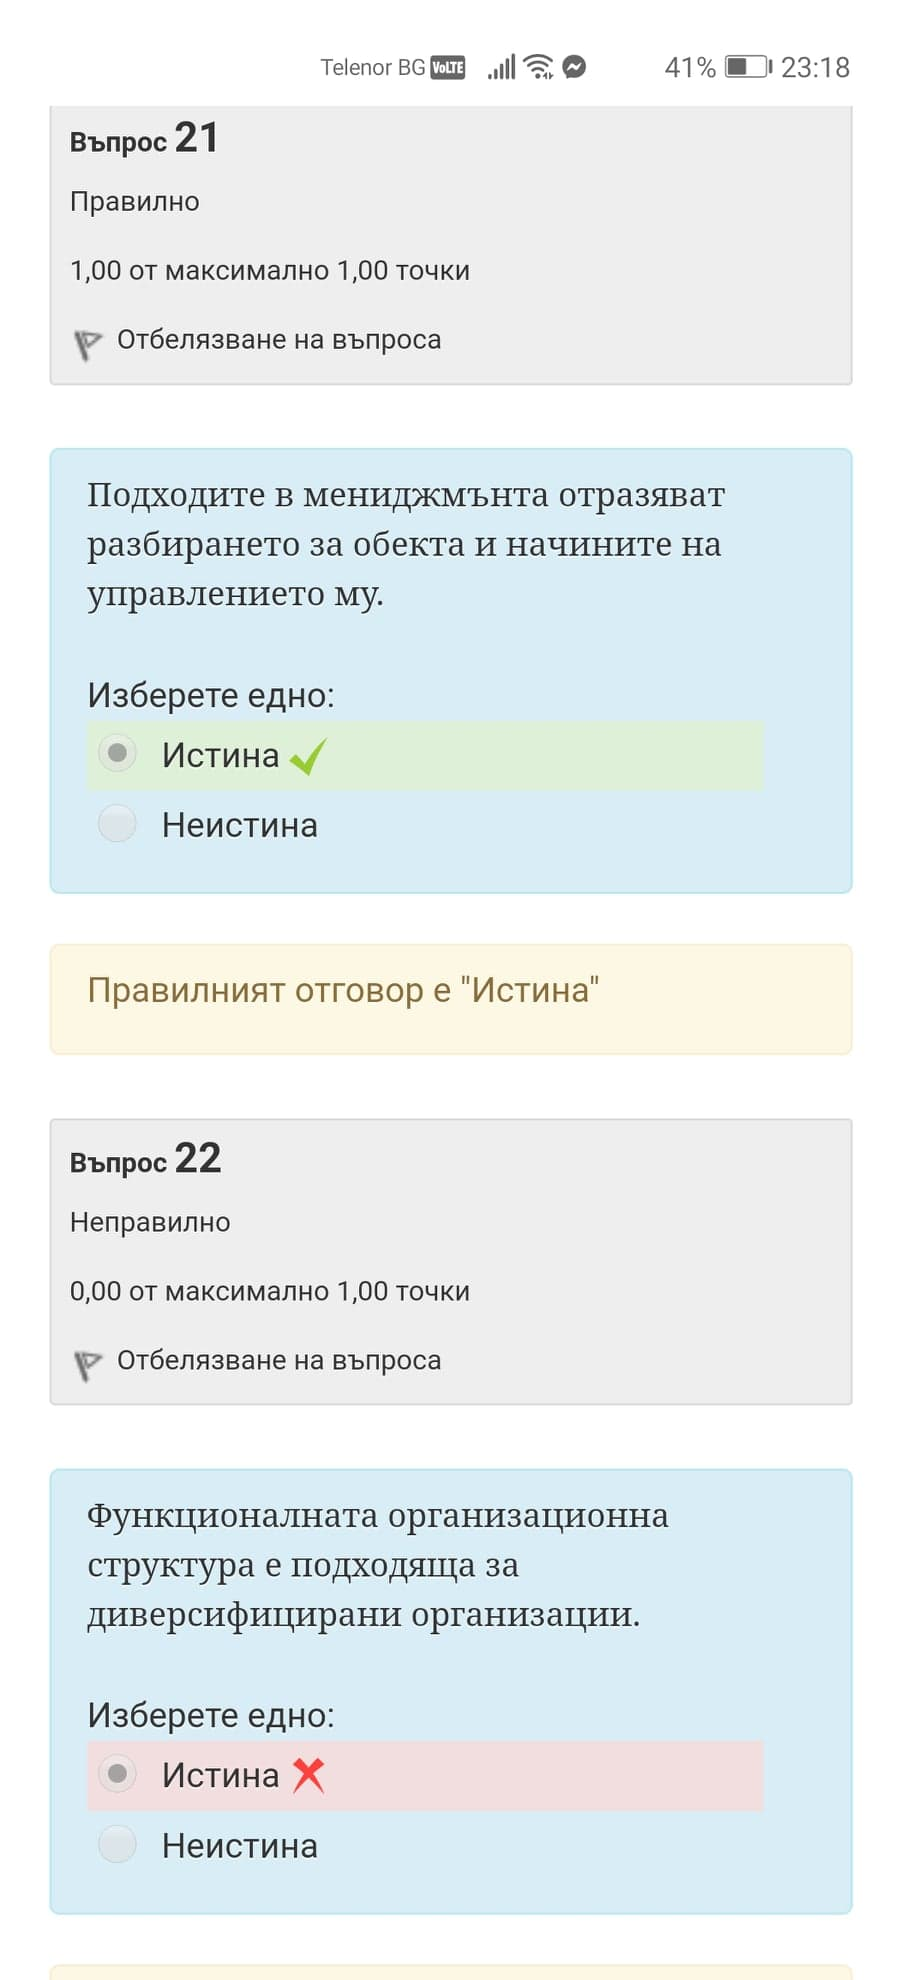 Telenor BG VoLTE 41% 23:18
Въпрос 21
Правилно
1,00 от максимално 1,00 точки
Отбелязване на въпроса
Подходите в мениджмънта отразяват
разбирането за обекта и начините на
управлението му.
Изберете едно:
Истина
Неистина
Правилният отговор е "Истина"
Въпрос 22
Неправилно
0,00 от максимално 1,00 точки
Отбелязване на въпроса
Функционалната организационна
структура е подходяща за
диверсифицирани организации.
Изберете едно:
Истина
Неистина